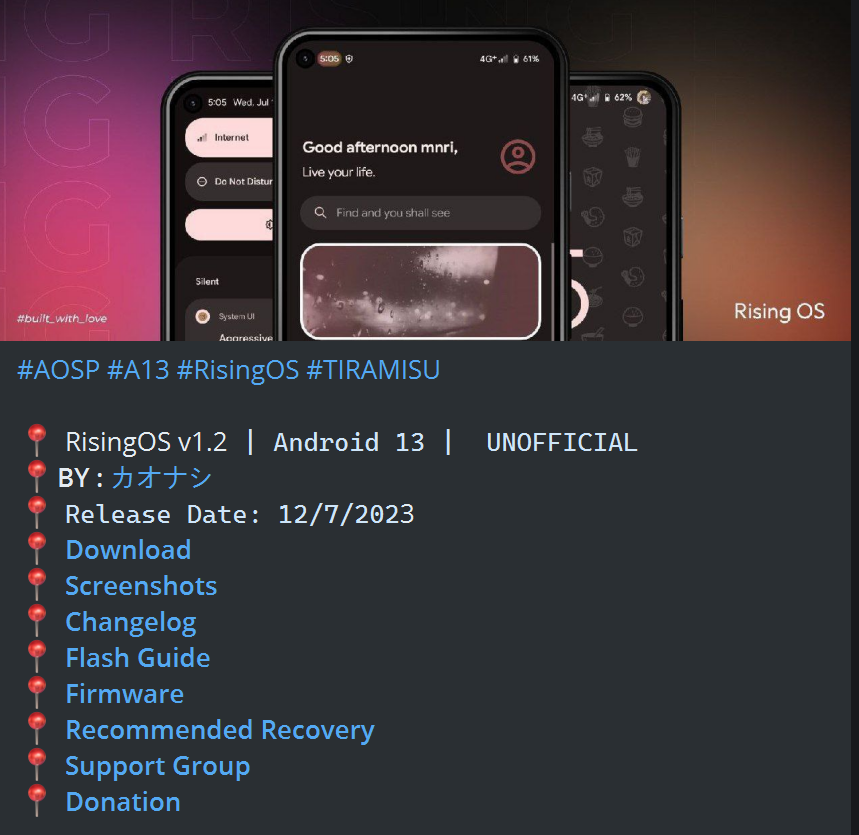 RISING
5:05
4G+ 61%
5:05 Wed, Jul
4G+ 62%
Internet
Good afternoon mnri,
Live your life.
Do Not Distur
Find and you shall see
Silent
System UI
Aggressive
#built_with_love
Rising OS
#AOSP #A13 #RisingOS #TIRAMISU
RisingOS v1.2 | Android 13 | UNOFFICIAL
BY : カオナシ
Release Date: 12/7/2023
Download
Screenshots
Changelog
Flash Guide
Firmware
Recommended Recovery
Support Group
Donation